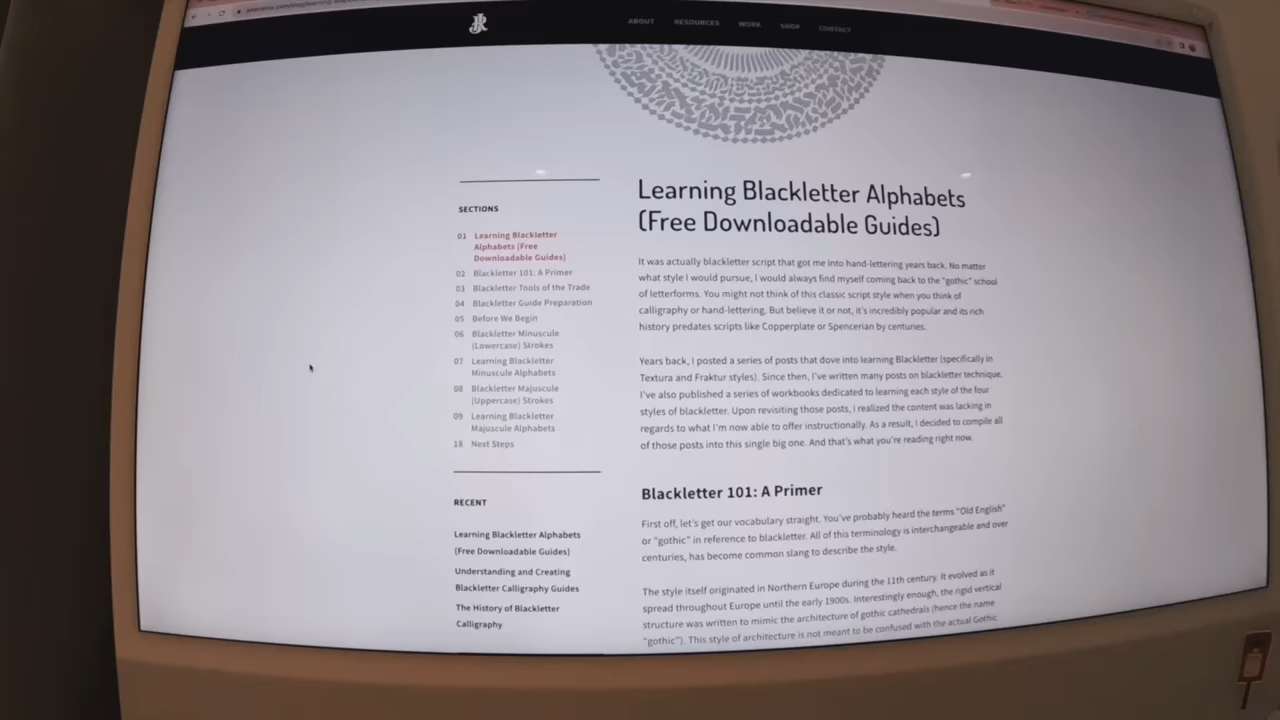 ABOUT RESOURCES WORK SHOP CONTACT
SECTIONS
01 Learning Blackletter
Alphabets (Free
Downloadable Guides)
02 Blackletter 101: A Primer
03 Blackletter Tools of the Trade
04 Blackletter Guide Preparation
05 Before We Begin
06 Blackletter Minuscule
(Lowercase) Strokes
07 Learning Blackletter
Minuscule Alphabets
08 Blackletter Majuscule
(Uppercase) Strokes
09 Learning Blackletter
Majuscule Alphabets
18 Next Steps
RECENT
Learning Blackletter Alphabets
(Free Downloadable Guides)
Understanding and Creating
Blackletter Calligraphy Guides
The History of Blackletter
Calligraphy
Learning Blackletter Alphabets
(Free Downloadable Guides)
It was actually blackletter script that got me into hand-lettering years back. No matter
what style I would pursue, I would always find myself coming back to the "gothic" school
of letterforms. You might not think of this classic script style when you think of
calligraphy or hand-lettering. But believe it or not, it's incredibly popular and its rich
history predates scripts like Copperplate or Spencerian by centuries.
Years back, I posted a series of posts that dove into learning Blackletter (specifically in
Textura and Fraktur styles). Since then, I've written many posts on blackletter technique.
I've also published a series of workbooks dedicated to learning each style of the four
styles of blackletter. Upon revisiting those posts, I realized the content was lacking in
regards to what I'm now able to offer instructionally. As a result, I decided to compile all
of those posts into this single big one. And that's what you're reading right now.
Blackletter 101: A Primer
First off, let's get our vocabulary straight. You've probably heard the terms "Old English"
or "gothic" in reference to blackletter. All of this terminology is interchangeable and over
centuries, has become common slang to describe the style.
The style itself originated in Northern Europe during the 11th century. It evolved as it
spread throughout Europe until the early 1900s. Interestingly enough, the rigid vertical
structure was written to mimic the architecture of gothic cathedrals (hence the name
"gothic"). This style of architecture is not meant to be confused with the actual Gothic